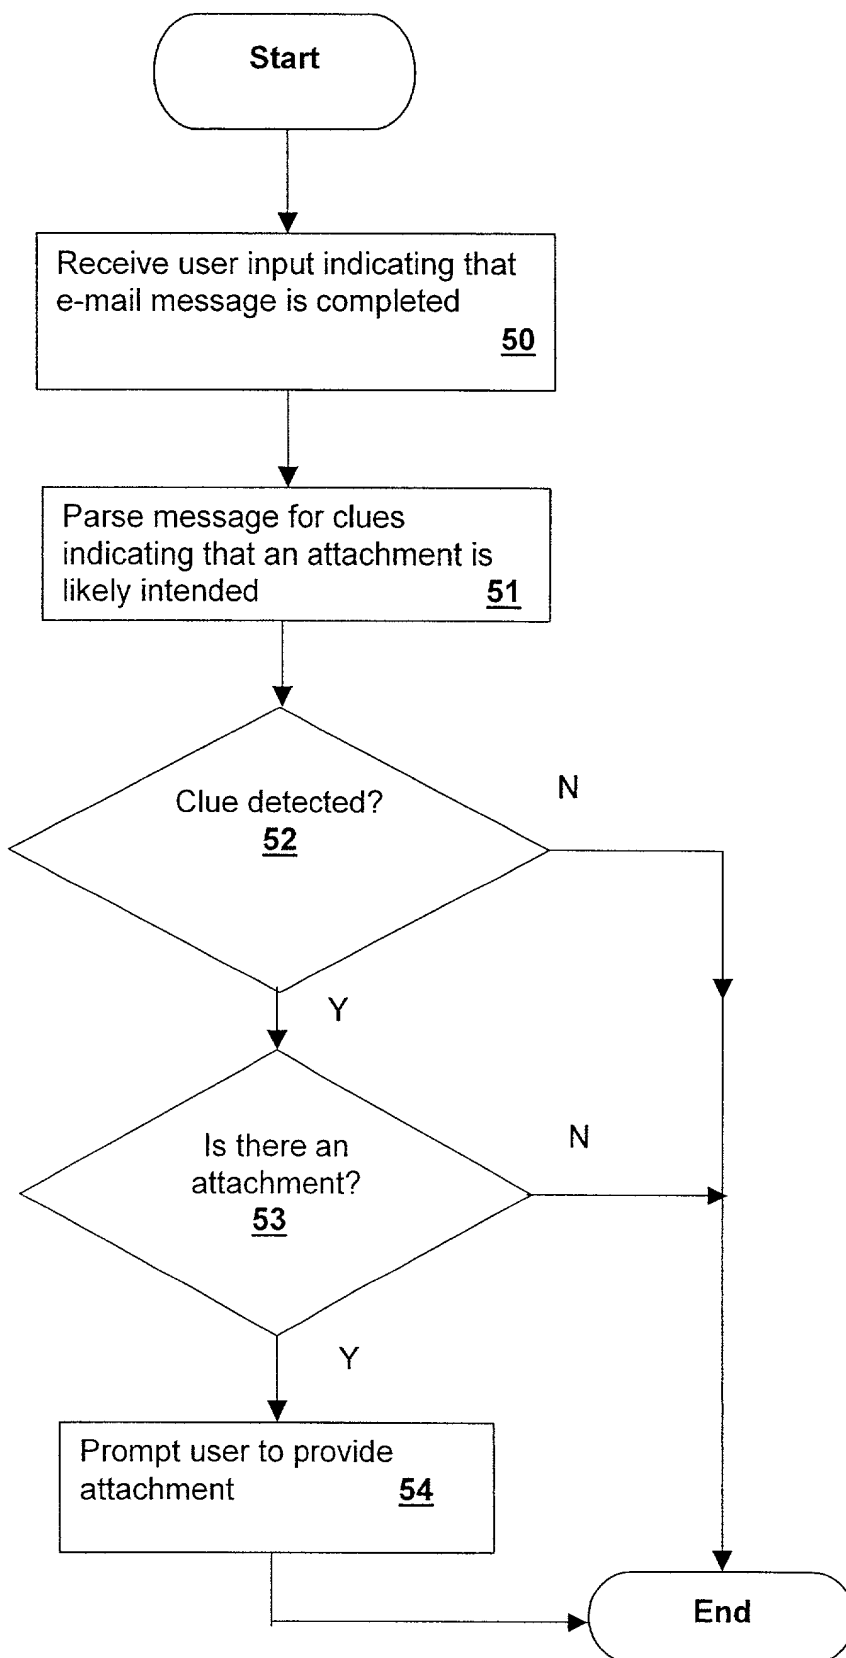 Start
Receive user input indicating that
e-mail message is completed
50
Parse message for clues
indicating that an attachment is
likely intended 51
Clue detected?
52
N
Y
Is there an
attachment?
53
N
Y
Prompt user to provide
attachment 54
End